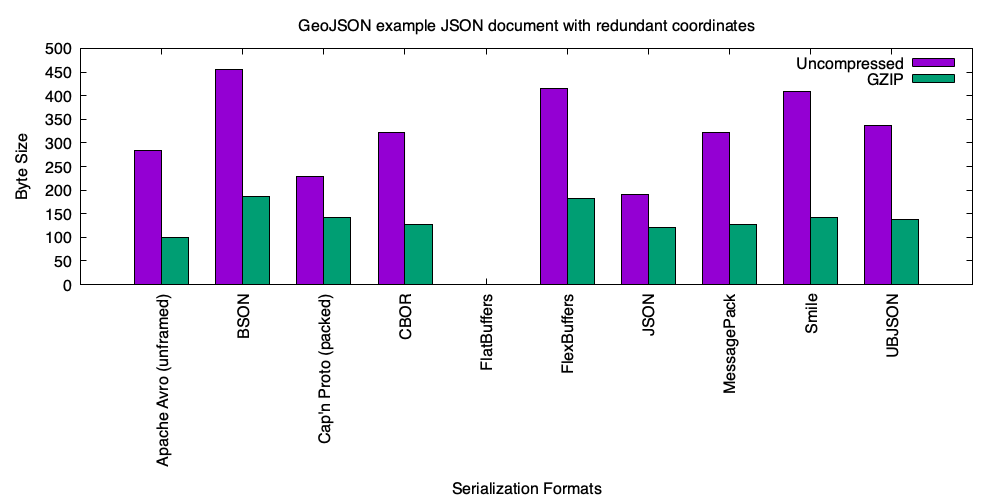 GeoJSON example JSON document with redundant coordinates
500
450
400
350
300
250
200
150
100
50
0
Byte Size
Uncompressed
GZIP
Apache Avro (unframed)
BSON
Cap'n Proto (packed)
CBOR
FlatBuffers
FlexBuffers
JSON
MessagePack
Smile
UBJSON
Serialization Formats